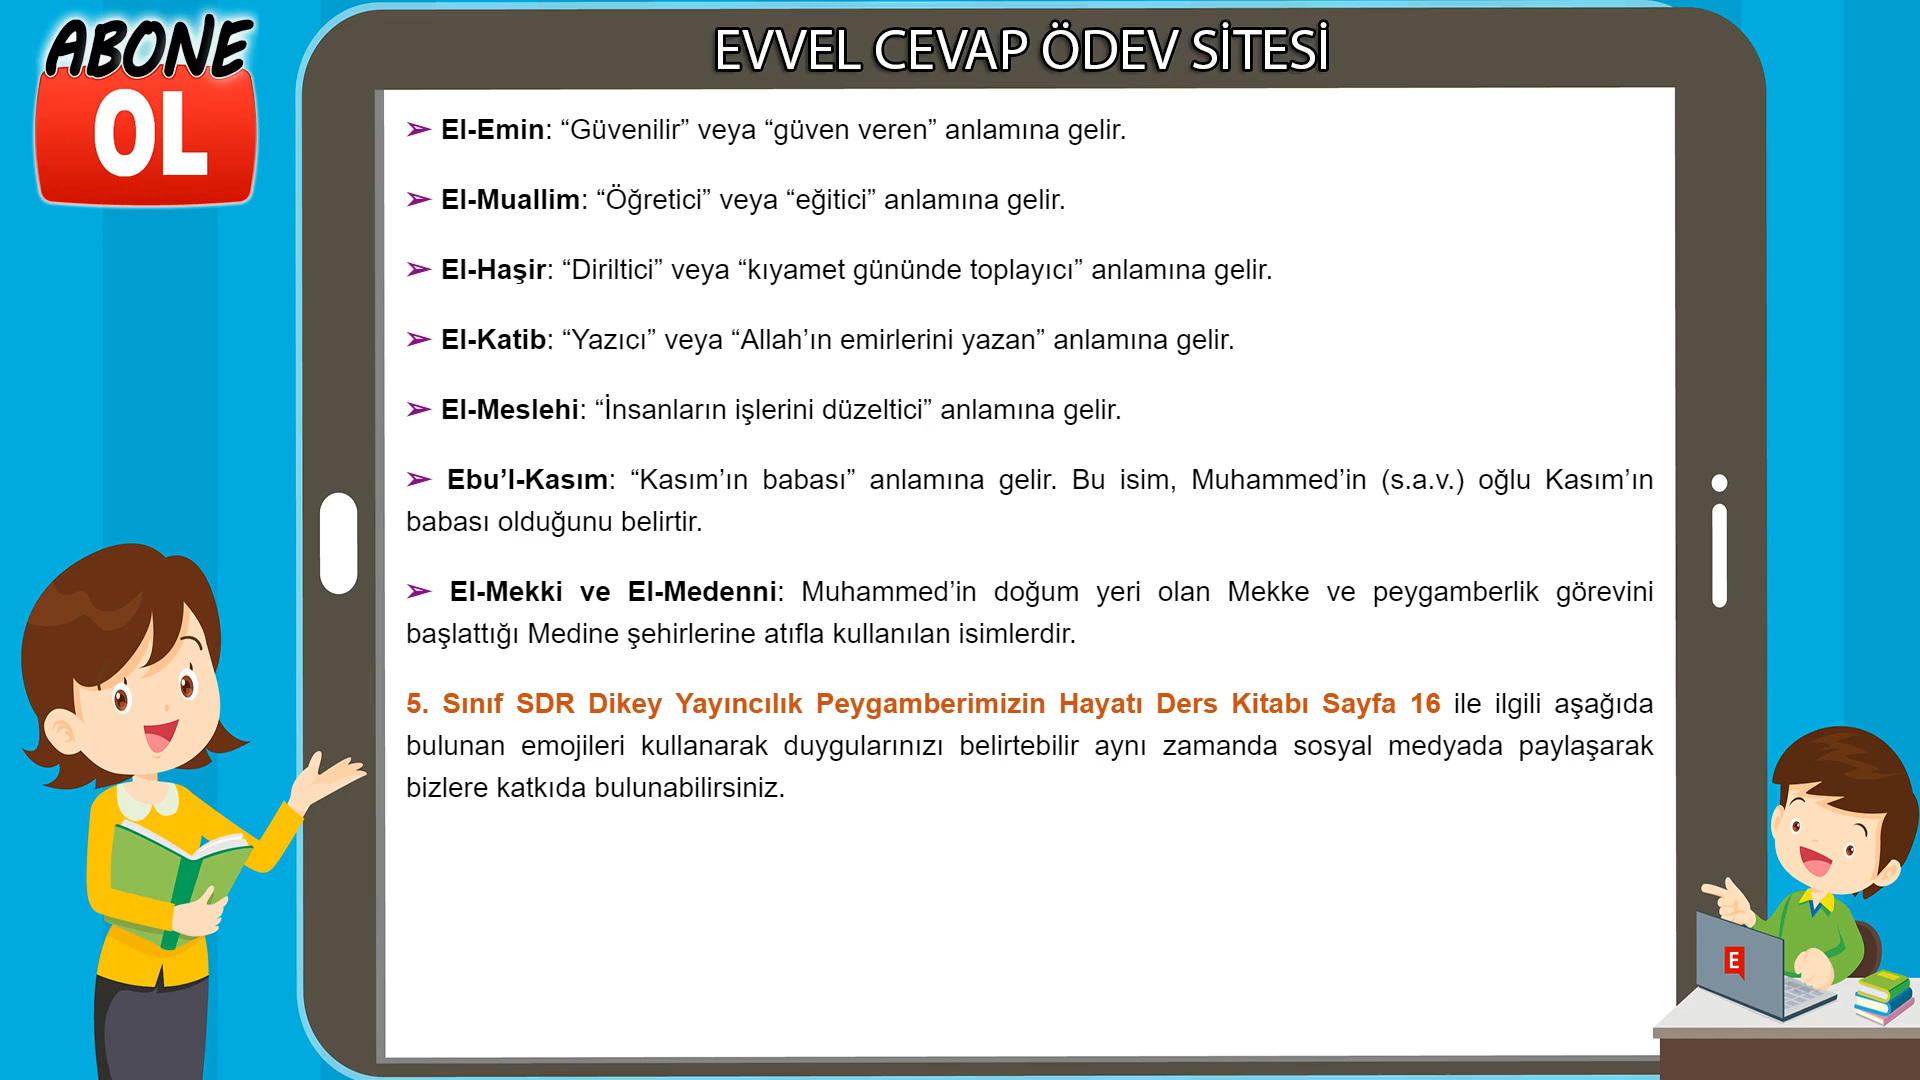 ABONE
OL
EVVEL CEVAP ÖDEV SİTESİ
➢ El-Emin: “Güvenilir” veya “güven veren” anlamına gelir.
➢ El-Muallim: “Öğretici” veya “eğitici” anlamına gelir.
➢ El-Haşir: “Diriltici” veya “kıyamet gününde toplayıcı” anlamına gelir.
➢ El-Katib: “Yazıcı” veya “Allah’ın emirlerini yazan” anlamına gelir.
➢ El-Meslehi: “İnsanların işlerini düzeltici” anlamına gelir.
➢ Ebu’l-Kasım: “Kasım’ın babası” anlamına gelir. Bu isim, Muhammed’in (s.a.v.) oğlu Kasım’ın
babası olduğunu belirtir.
➢ El-Mekki ve El-Medenni: Muhammed’in doğum yeri olan Mekke ve peygamberlik görevini
başlattığı Medine şehirlerine atıfla kullanılan isimlerdir.
5. Sınıf SDR Dikey Yayıncılık Peygamberimizin Hayatı Ders Kitabı Sayfa 16 ile ilgili aşağıda
bulunan emojileri kullanarak duygularınızı belirtebilir aynı zamanda sosyal medyada paylaşarak
bizlere katkıda bulunabilirsiniz.
E